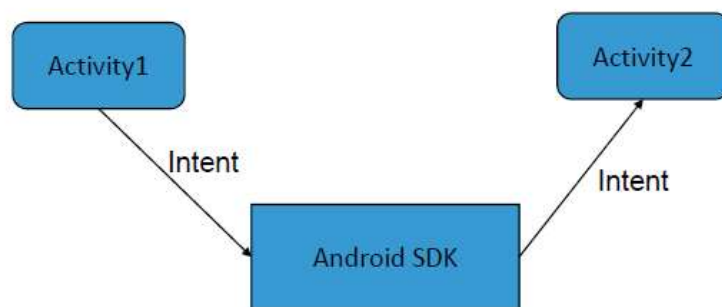 Activity1
Activity2
Intent
Intent
Android SDK